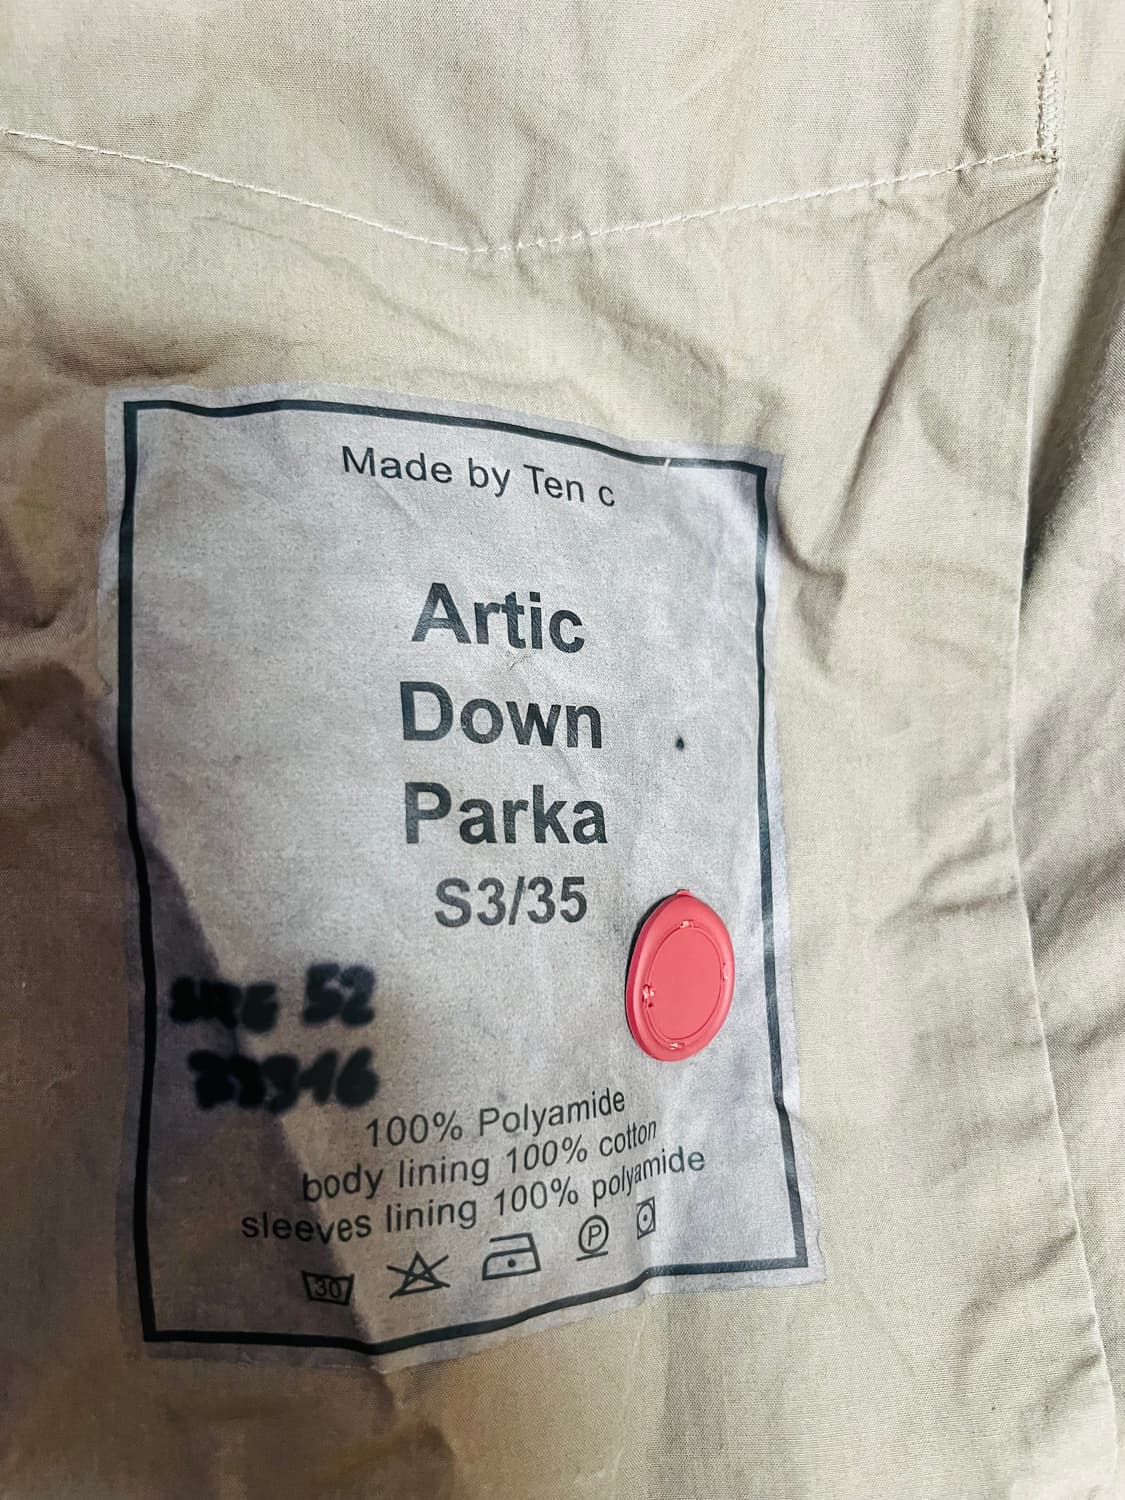 Made by Ten c
Artic
Down
Parka
S3/35
SIZE 52
100% Polyamide
body lining 100% cotton
sleeves lining 100% polyamide
30
P